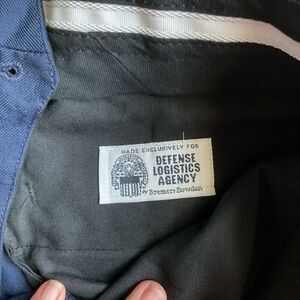 MADE EXCLUSIVELY FOR
DEFENSE
LOGISTICS
AGENCY
By Bremen-Bowdon